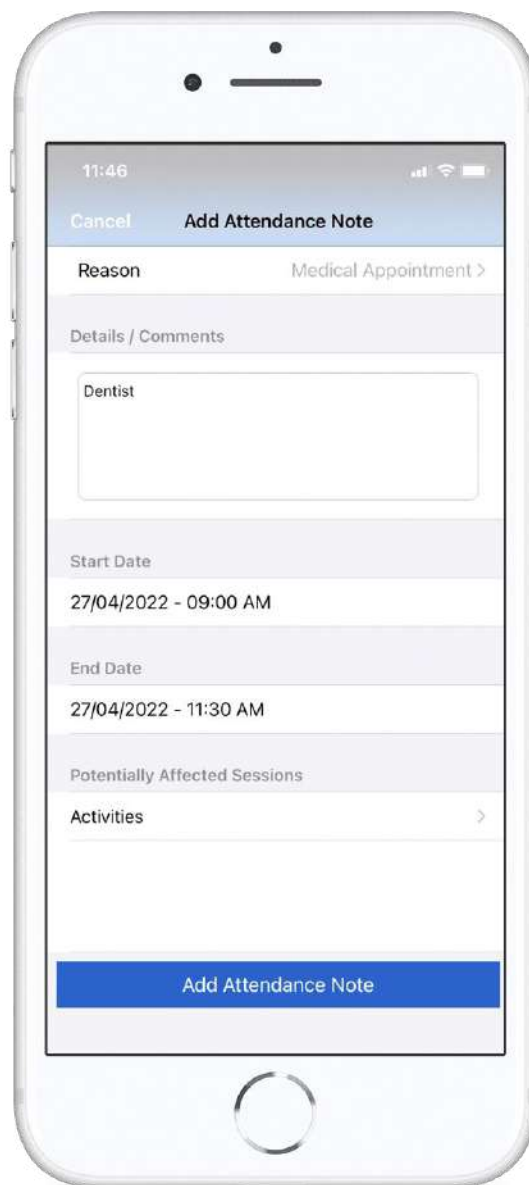 11:46
Cancel Add Attendance Note
Reason Medical Appointment >
Details / Comments
Dentist
Start Date
27/04/2022 - 09:00 AM
End Date
27/04/2022 - 11:30 AM
Potentially Affected Sessions
Activities >
Add Attendance Note